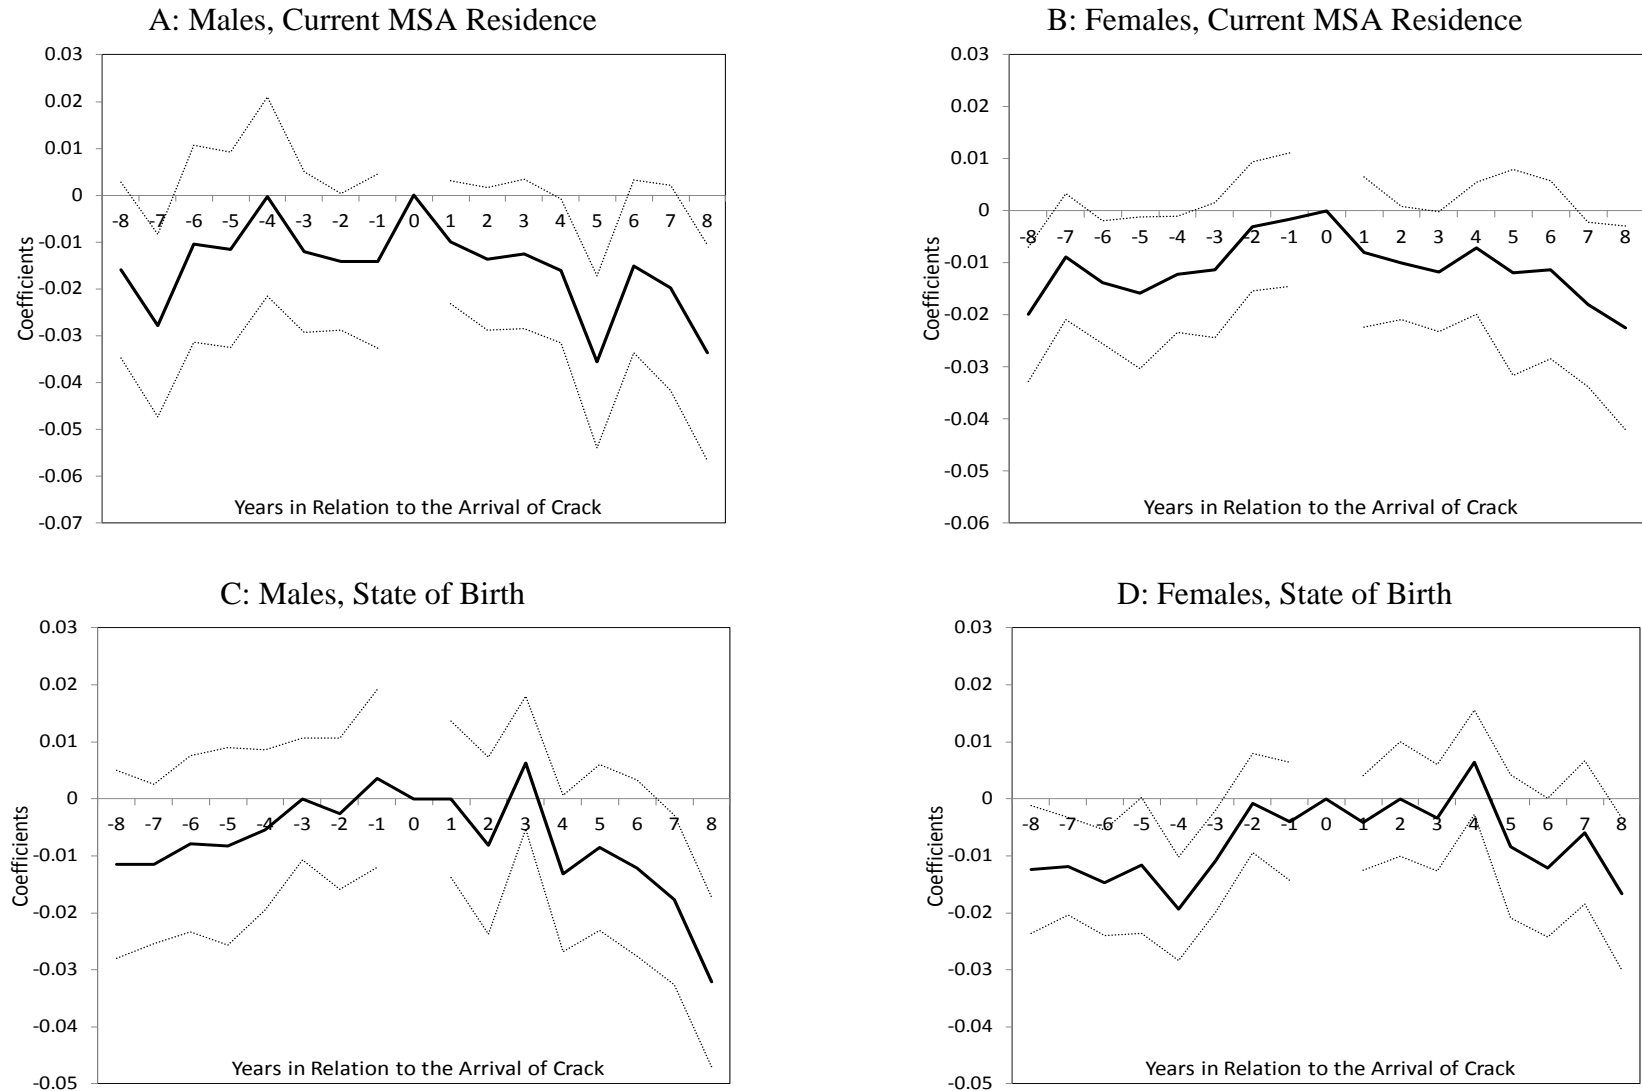 A: Males, Current MSA Residence
0.03
0.02
0.01
0
-0.01
-0.02
-0.03
-0.04
-0.05
-0.06
-0.07
Coefficients
-8 -7 -6 -5 -4 -3 -2 -1 0 1 2 3 4 5 6 7 8
Years in Relation to the Arrival of Crack
B: Females, Current MSA Residence
0.03
0.02
0.01
0
-0.01
-0.02
-0.03
-0.04
-0.05
-0.06
Coefficients
-8 -7 -6 -5 -4 -3 -2 -1 0 1 2 3 4 5 6 7 8
Years in Relation to the Arrival of Crack
C: Males, State of Birth
0.03
0.02
0.01
0
-0.01
-0.02
-0.03
-0.04
-0.05
Coefficients
-8 -7 -6 -5 -4 -3 -2 -1 0 1 2 3 4 5 6 7 8
Years in Relation to the Arrival of Crack
D: Females, State of Birth
0.03
0.02
0.01
0
-0.01
-0.02
-0.03
-0.04
-0.05
Coefficients
-8 -7 -6 -5 -4 -3 -2 -1 0 1 2 3 4 5 6 7 8
Years in Relation to the Arrival of Crack